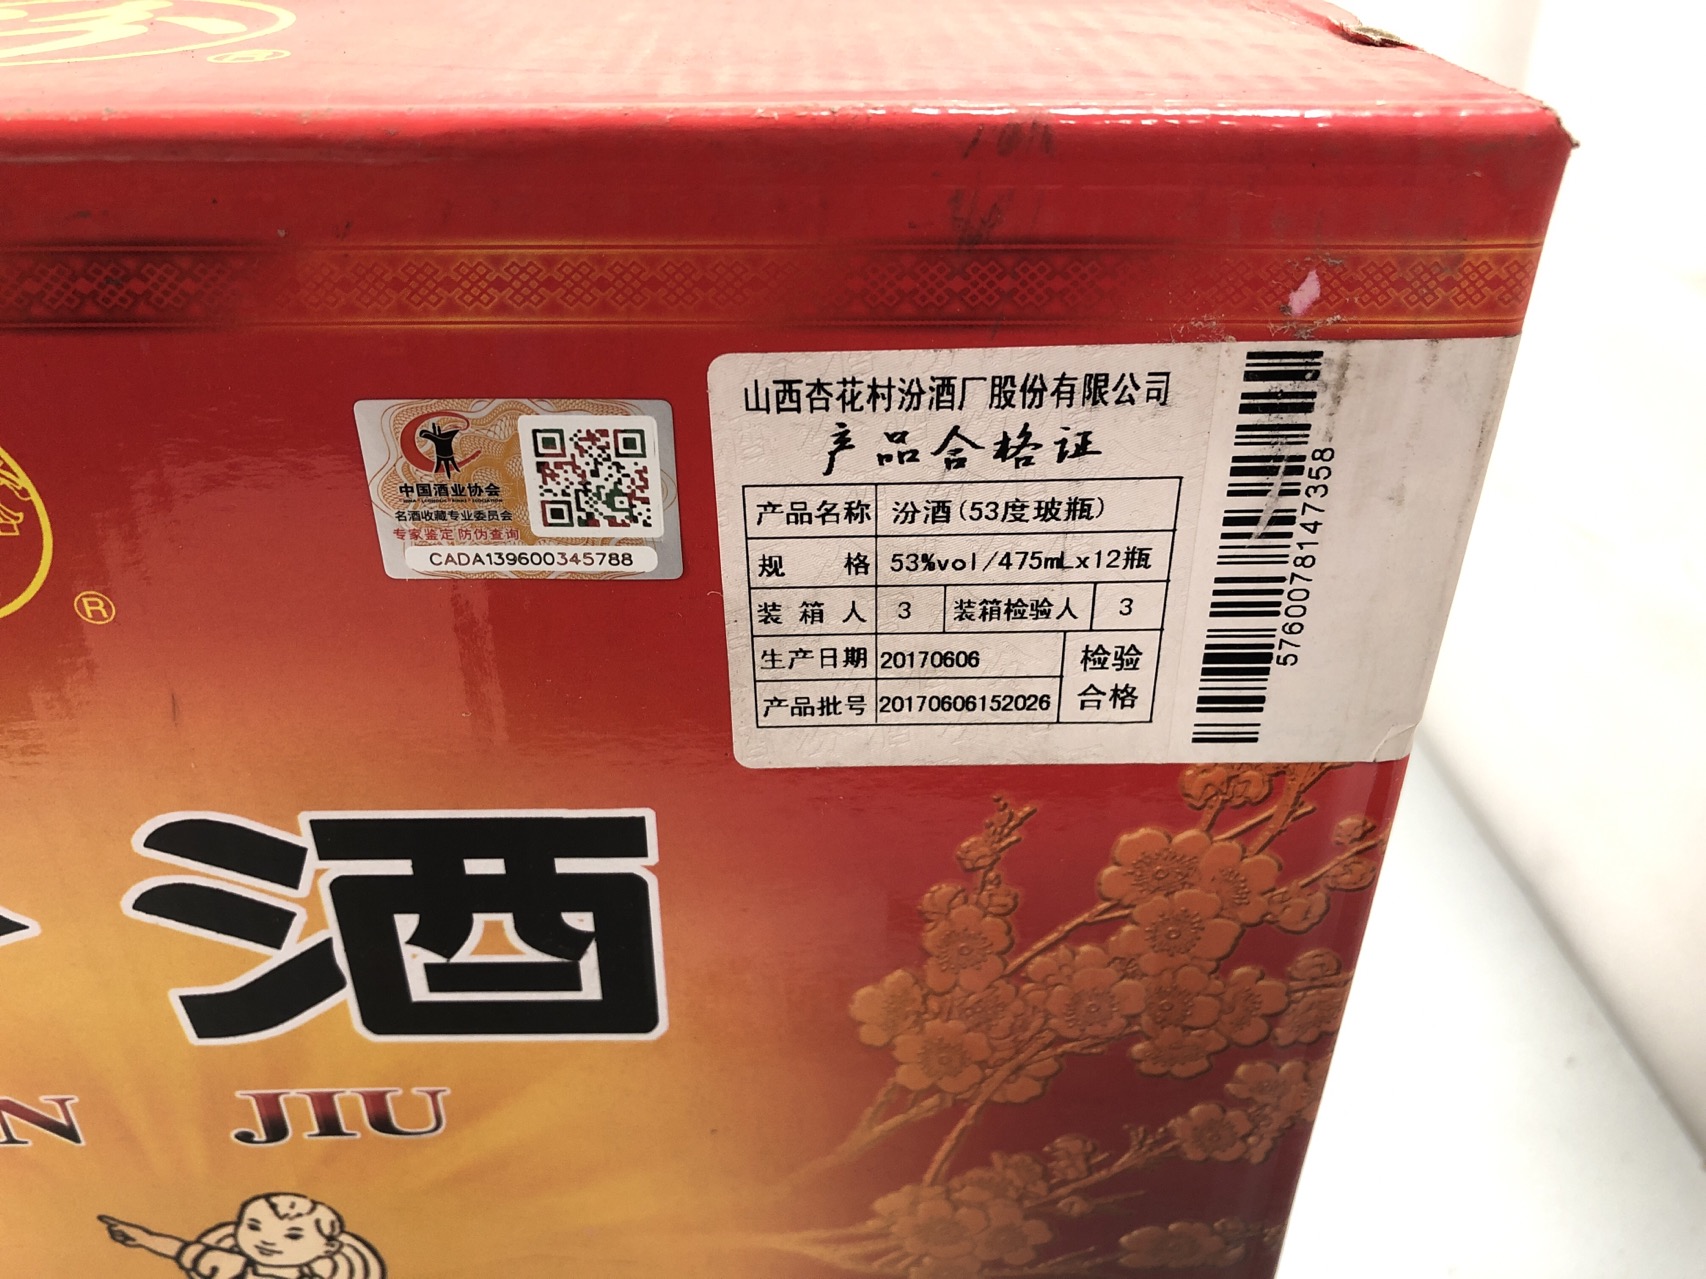 ®
山西杏花村汾酒厂股份有限公司
产品合格证
产品名称 汾酒(53度玻瓶)
规 格 53%vol/475mLx12瓶
装箱人 3 装箱检验人 3
生产日期 20170606 检验
产品批号 20170606152026 合格
57600778147358
中国酒业协会
名酒收藏专业委员会
专家鉴定 防伪查询
CADA139600345788
®
酒
N JIU